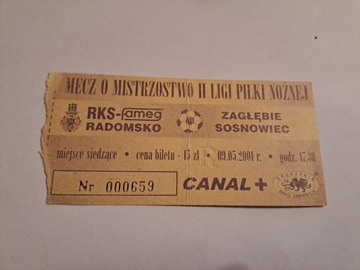 MECZ O MISTRZOSTWO II LIGI PIŁKI NOŻNEJ
RKS-fameg
RADOMSKO
ZAGŁĘBIE
SOSNOWIEC
miejsce siedzące • cena biletu - 15 zł • 09.05.2001 r. • godz. 17.30
Nr 000659
CANAL +